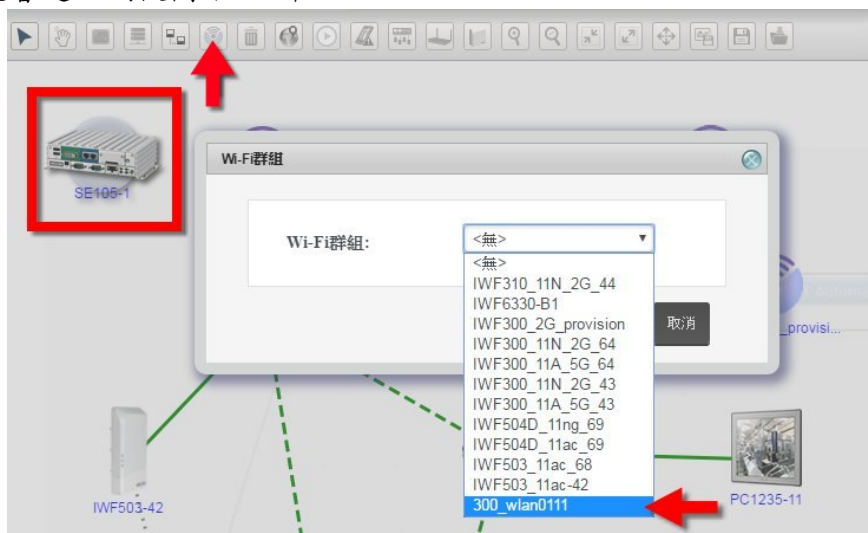 SE105-1
Wi-Fi群組
Wi-Fi群組:
<無>
<無>
IWF310_11N_2G_44
IWF6330-B1
IWF300_2G_provision
IWF300_11N_2G_64
IWF300_11A_5G_64
IWF300_11N_2G_43
IWF300_11A_5G_43
IWF504D_11ng_69
IWF504D_11ac_69
IWF503_11ac_68
IWF503_11ac-42
300_wlan0111
取消
_provisi...
IWF503-42
PC1235-11